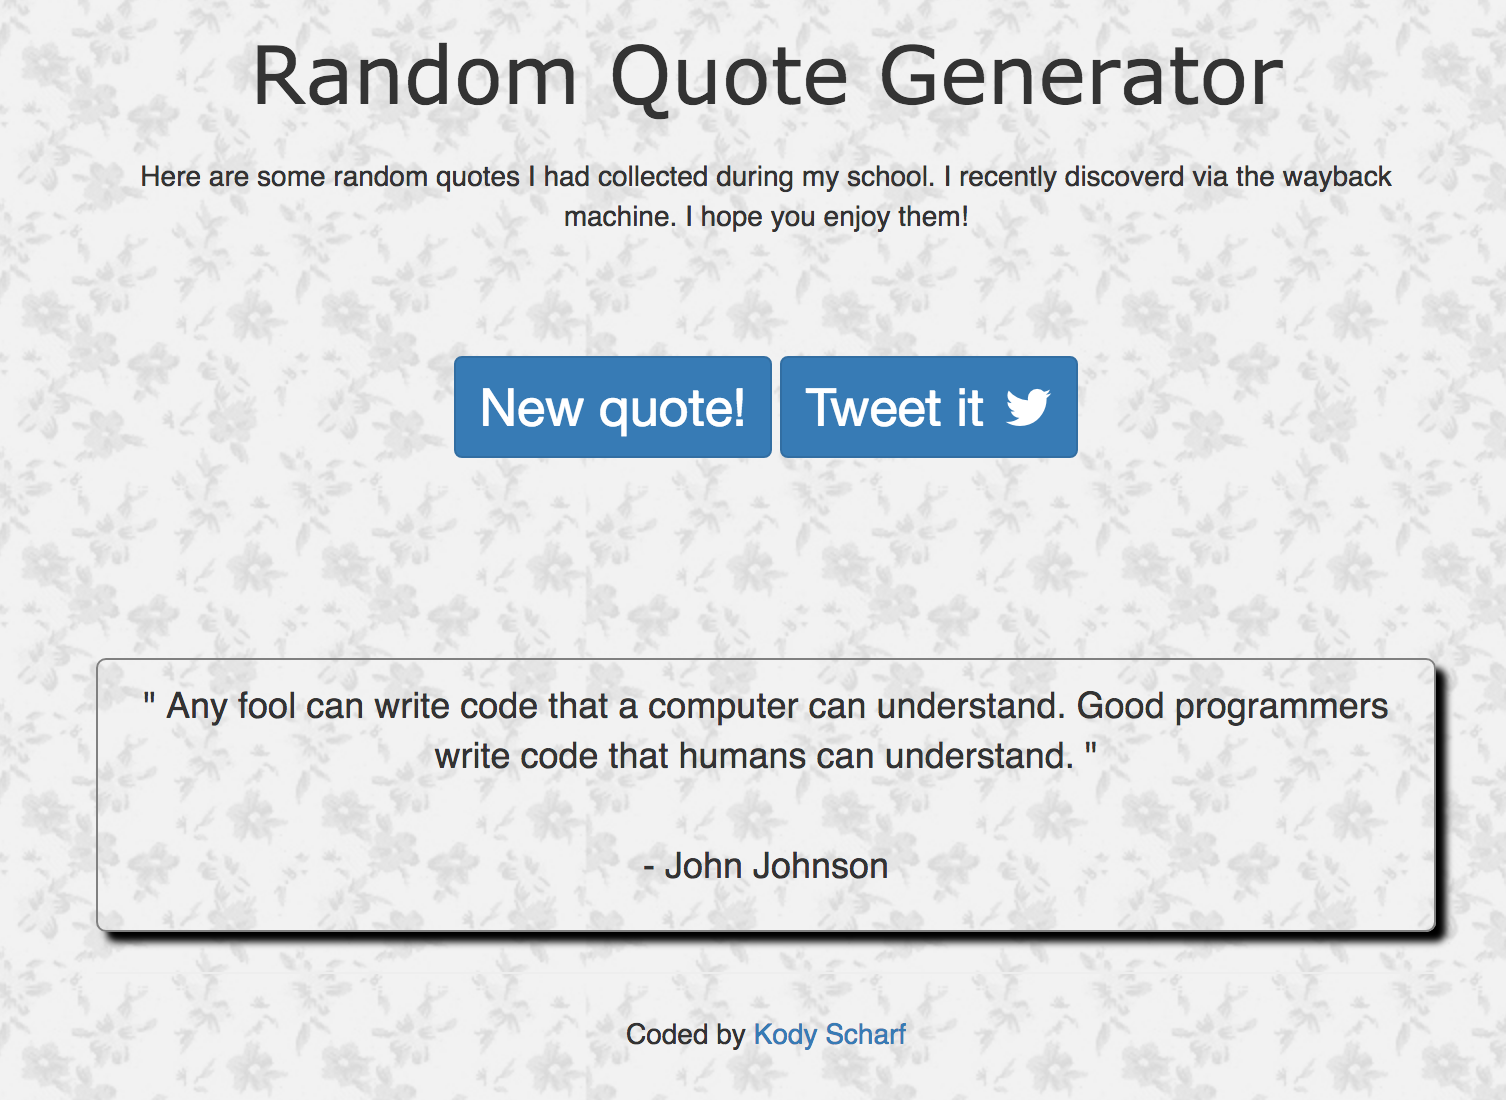 Random Quote Generator
Here are some random quotes I had collected during my school. I recently discoverd via the wayback
machine. I hope you enjoy them!
New quote! Tweet it
" Any fool can write code that a computer can understand. Good programmers
write code that humans can understand. "
- John Johnson
Coded by Kody Scharf